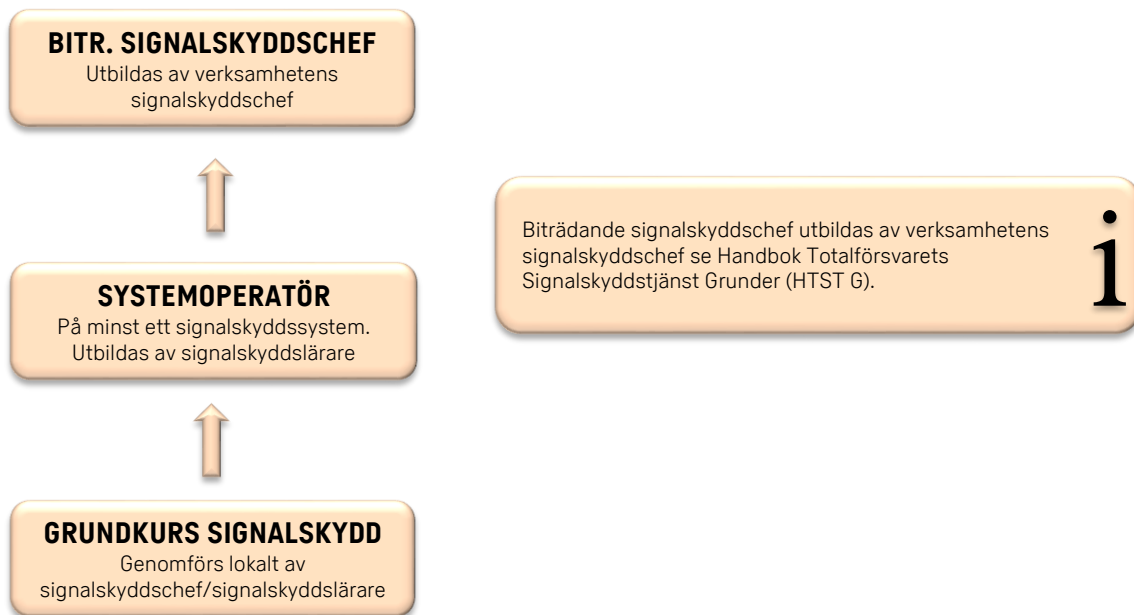 BITR. SIGNALSKYDDSCHEF
Utbildas av verksamhetens
signalskyddschef
Biträdande signalskyddschef utbildas av verksamhetens
signalskyddschef se Handbok Totalförsvarets
Signalskyddstjänst Grunder (HTST G).
i
SYSTEMOPERATÖR
På minst ett signalskyddssystem.
Utbildas av signalskyddslärare
GRUNDKURS SIGNALSKYDD
Genomförs lokalt av
signalskyddschef/signalskyddslärare